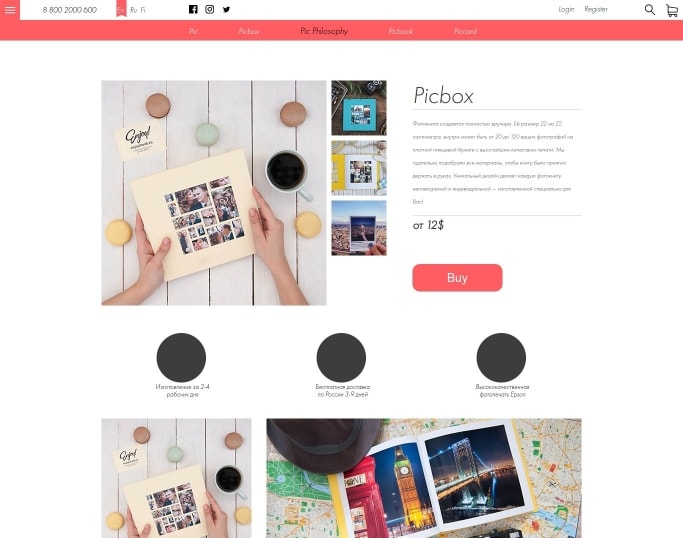 8 800 2000 600
En Ru Fi
Login Register
Pic Picbox Pic Philosophy Picbook Piccard
Picbox
Фотокнига создается полностью вручную. Её размер 22 на 22
сантиметра, внутри может быть от 20 до 120 ваших фотографий на
плотной глянцевой бумаге с высочайшим качеством печати. Мы
тщательно подобрали все материалы, чтобы книгу было приятно
держать в руках. Уникальный дизайн делает каждую фотокнигу
неповторимой и индивидуальной — изготовленной специально для
Вас!
от 12$
Buy
Enjoy!
Изготовление за 2-4
рабочих дня
Бесплатная доставка
по России 3-9 дней
Высококачественная
фотопечать Epson
Enjoy!